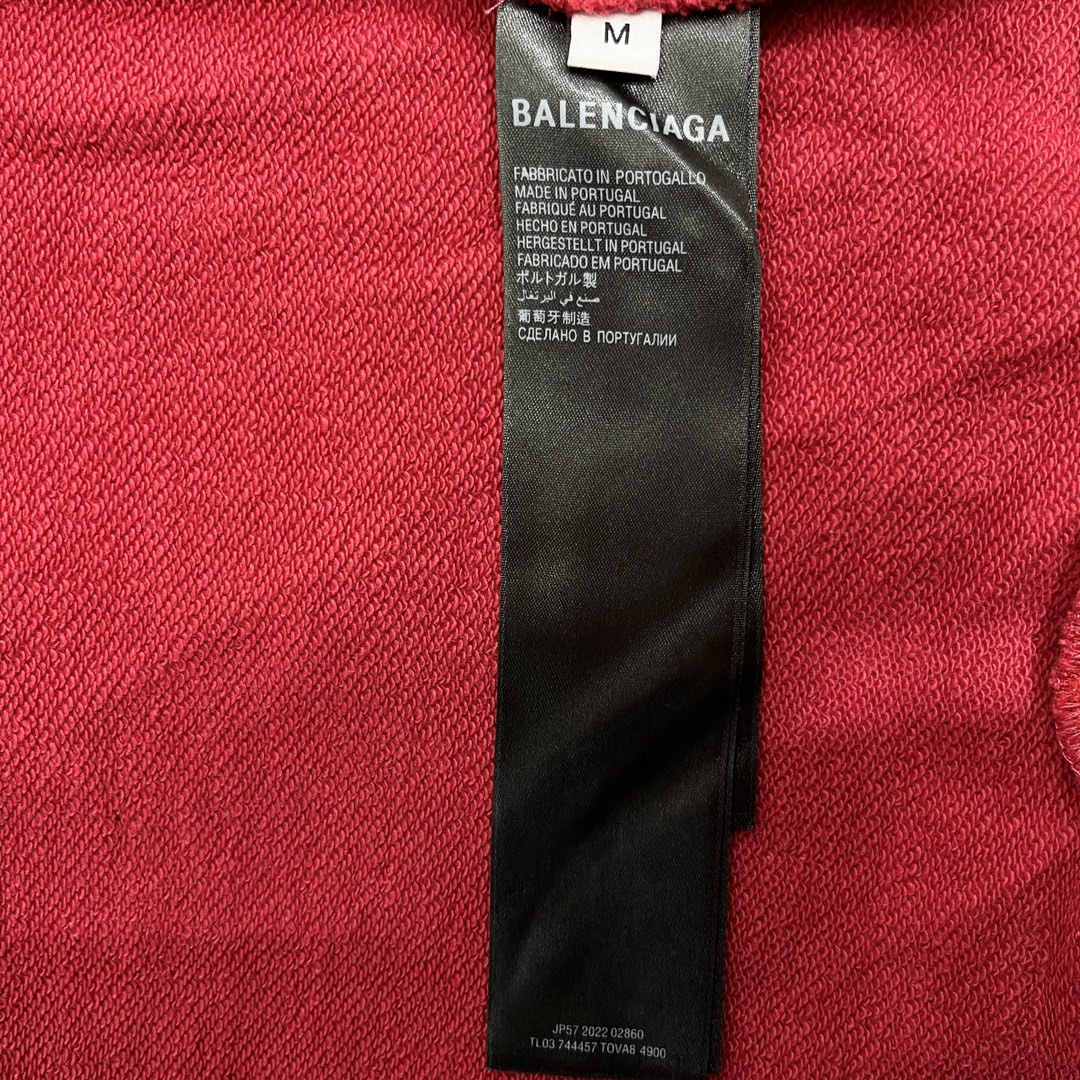 M
BALENCIAGA
FABBRICATO IN PORTOGALLO
MADE IN PORTUGAL
FABRIQUÉ AU PORTUGAL
HECHO EN PORTUGAL
HERGESTELLT IN PORTUGAL
FABRICADO EM PORTUGAL
ポルトガル製
صنع في البرتغال
葡萄牙制造
СДЕЛАНО В ПОРТУГАЛИИ
JP57 2022 02860
TL03 744457 TOVA8 4900